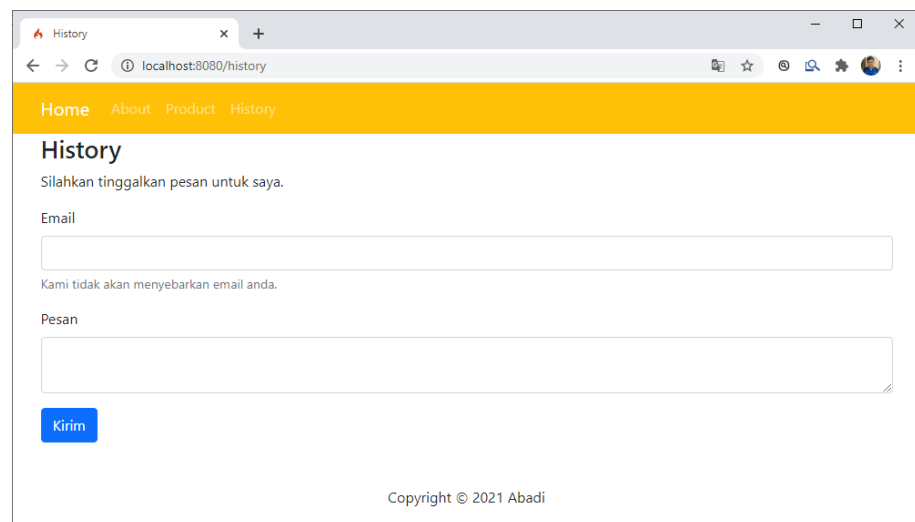 History
localhost:8080/history
Home About Product History
History
Silahkan tinggalkan pesan untuk saya.
Email
Kami tidak akan menyebarkan email anda.
Pesan
Kirim
Copyright © 2021 Abadi